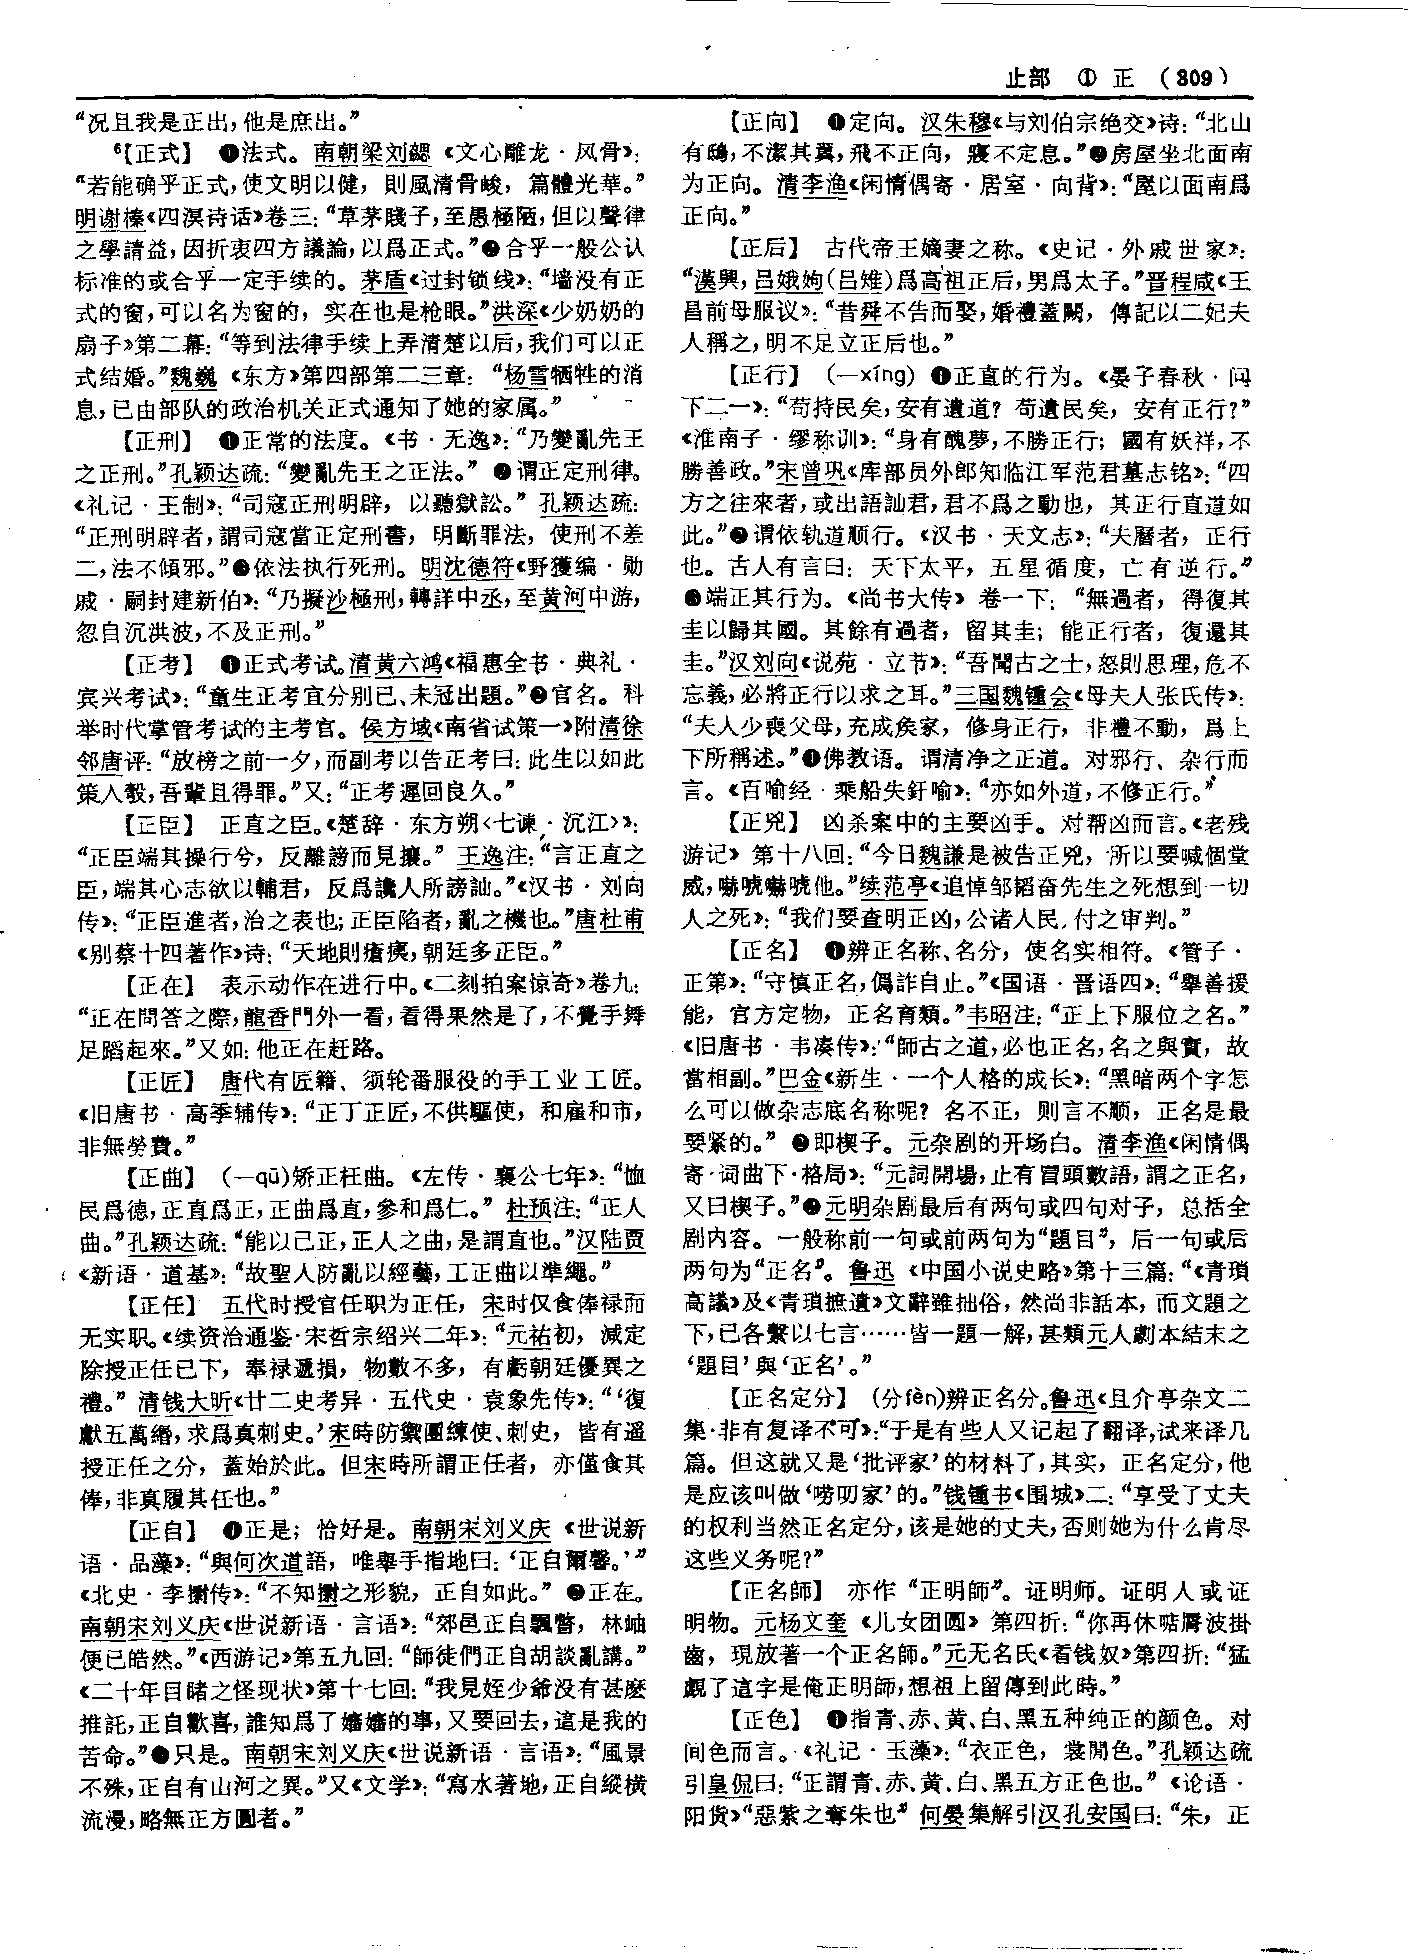 止部 ① 正 (309)
“况且我是正出，他是庶出。”
⁶【正式】 ❶法式。南朝梁刘勰《文心雕龙·风骨》：
“若能确乎正式，使文明以健，則風清骨峻，篇體光華。”
明谢榛《四溟诗话》卷三：“草茅賤子，至愚極陋，但以聲律
之學請益，因折衷四方議論，以爲正式。”❷合乎一般公认
标准的或合乎一定手续的。茅盾《过封锁线》：“墙没有正
式的窗，可以名为窗的，实在也是枪眼。”洪深《少奶奶的
扇子》第二幕：“等到法律手续上弄清楚以后，我们可以正
式结婚。”魏巍《东方》第四部第二三章：“杨雪牺牲的消
息，已由部队的政治机关正式通知了她的家属。”
【正刑】 ❶正常的法度。《书·无逸》：“乃變亂先王
之正刑。”孔颖达疏：“變亂先王之正法。” ❷谓正定刑律。
《礼记·王制》：“司寇正刑明辟，以聽獄訟。”孔颖达疏：
“正刑明辟者，謂司寇當正定刑書，明斷罪法，使刑不差
二，法不傾邪。”❸依法执行死刑。明沈德符《野獲编·勋
戚·嗣封建新伯》：“乃擬沙極刑，轉詳中丞，至黄河中游，
忽自沉洪波，不及正刑。”
【正考】 ❶正式考试。清黄六鸿《福惠全书·典礼·
宾兴考试》：“童生正考宜分别已、未冠出題。”❷官名。科
举时代掌管考试的主考官。侯方域《南省试策一》附清徐
邻唐评：“放榜之前一夕，而副考以告正考曰：此生以如此
策入彀，吾輩且得罪。”又：“正考遲回良久。”
【正臣】 正直之臣。《楚辞·东方朔〈七谏·沉江〉》：
“正臣端其操行兮，反離謗而見攘。”王逸注：“言正直之
臣，端其心志欲以輔君，反爲讒人所謗訕。”《汉书·刘向
传》：“正臣進者，治之表也；正臣陷者，亂之機也。”唐杜甫
《别蔡十四著作》诗：“天地則瘡痍，朝廷多正臣。”
【正在】 表示动作在进行中。《二刻拍案惊奇》卷九：
“正在問答之際，龍香門外一看，看得果然是了，不覺手舞
足蹈起來。”又如：他正在赶路。
【正匠】 唐代有匠籍、须轮番服役的手工业工匠。
《旧唐书·高季辅传》：“正丁正匠，不供驅使，和雇和市，
非無勞費。”
【正曲】 (—qū)矫正枉曲。《左传·襄公七年》：“恤
民爲德，正直爲正，正曲爲直，參和爲仁。”杜预注：“正人
曲。”孔颖达疏：“能以己正，正人之曲，是謂直也。”汉陆贾
《新语·道基》：“故聖人防亂以經藝，工正曲以準繩。”
【正任】 五代时授官任职为正任，宋时仅食俸禄而
无实职。《续资治通鉴·宋哲宗绍兴二年》：“元祐初，減定
除授正任已下，奉禄遞損，物數不多，有虧朝廷優異之
禮。”清钱大昕《廿二史考异·五代史·袁象先传》：“‘復
獻五萬緡，求爲真刺史。’宋時防禦團練使、刺史，皆有遥
授正任之分，蓋始於此。但宋時所謂正任者，亦僅食其
俸，非真履其任也。”
【正自】 ❶正是；恰好是。南朝宋刘义庆《世说新
语·品藻》：“與何次道語，唯舉手指地曰：‘正自爾馨。’”
《北史·李謝传》：“不知謝之形貌，正自如此。” ❷正在。
南朝宋刘义庆《世说新语·言语》：“郊邑正自飄瞥，林岫
便已皓然。”《西游记》第五九回：“師徒們正自胡談亂講。”
《二十年目睹之怪现状》第十七回：“我見姪少爺没有甚麽
推託，正自歡喜，誰知爲了嬸嬸的事，又要回去，這是我的
苦命。”❸只是。南朝宋刘义庆《世说新语·言语》：“風景
不殊，正自有山河之異。”又《文学》：“寫水著地，正自縱横
流漫，略無正方圓者。”
【正向】 ❶定向。汉朱穆《与刘伯宗绝交》诗：“北山
有鴟，不潔其翼，飛不正向，寢不定息。”❷房屋坐北面南
为正向。清李渔《闲情偶寄·居室·向背》：“屋以面南爲
正向。”
【正后】 古代帝王嫡妻之称。《史记·外戚世家》：
“漢興，吕娥姁(吕雉)爲高祖正后，男爲太子。”晋程咸《王
昌前母服议》：“昔舜不告而娶，婚禮蓋闕，傳記以二妃夫
人稱之，明不足立正后也。”
【正行】 (—xíng) ❶正直的行为。《晏子春秋·问
下二一》：“苟持民矣，安有遺道？苟遺民矣，安有正行？”
《淮南子·缪称训》：“身有醜夢，不勝正行；國有妖祥，不
勝善政。”宋曾巩《库部员外郎知临江军范君墓志铭》：“四
方之往來者，或出語訕君，君不爲之動也，其正行直道如
此。”❷谓依轨道顺行。《汉书·天文志》：“夫曆者，正行
也。古人有言曰：天下太平，五星循度，亡有逆行。”
❸端正其行为。《尚书大传》卷一下：“無過者，得復其
圭以歸其國。其餘有過者，留其圭；能正行者，復還其
圭。”汉刘向《说苑·立节》：“吾聞古之士，怒則思理，危不
忘義，必將正行以求之耳。”三国魏锺会《母夫人张氏传》：
“夫人少喪父母，充成矦家，修身正行，非禮不動，爲上
下所稱述。”❹佛教语。谓清净之正道。对邪行、杂行而
言。《百喻经·乘船失釪喻》：“亦如外道，不修正行。”
【正兇】 凶杀案中的主要凶手。对帮凶而言。《老残
游记》第十八回：“今日魏謙是被告正兇，所以要喊個堂
威，嚇唬嚇唬他。”续范亭《追悼邹韬奋先生之死想到一切
人之死》：“我们要查明正凶，公诸人民，付之审判。”
【正名】 ❶辨正名称、名分，使名实相符。《管子·
正第》：“守慎正名，僞詐自止。”《国语·晋语四》：“舉善援
能，官方定物，正名育類。”韦昭注：“正上下服位之名。”
《旧唐书·韦凑传》：“師古之道，必也正名，名之與實，故
當相副。”巴金《新生·一个人格的成长》：“黑暗两个字怎
么可以做杂志底名称呢？名不正，则言不顺，正名是最
要紧的。” ❷即楔子。元杂剧的开场白。清李渔《闲情偶
寄·词曲下·格局》：“元詞開場，止有冒頭數語，謂之正名，
又曰楔子。”❸元明杂剧最后有两句或四句对子，总括全
剧内容。一般称前一句或前两句为“题目”，后一句或后
两句为“正名”。鲁迅《中国小说史略》第十三篇：“《青瑣
高議》及《青瑣摭遺》文辭雖拙俗，然尚非話本，而文題之
下，已各繫以七言……皆一題一解，甚類元人劇本結末之
‘題目’與‘正名’。”
【正名定分】 (分fèn)辨正名分。鲁迅《且介亭杂文二
集·非有复译不可》：“于是有些人又记起了翻译，试来译几
篇。但这就又是‘批评家’的材料了，其实，正名定分，他
是应该叫做‘唠叨家’的。”钱锺书《围城》二：“享受了丈夫
的权利当然正名定分，该是她的丈夫，否则她为什么肯尽
这些义务呢？”
【正名師】 亦作“正明師”。证明师。证明人或证
明物。元杨文奎《儿女团圆》第四折：“你再休啮脣波掛
齒，現放著一个正名師。”元无名氏《看钱奴》第四折：“猛
覷了這字是俺正明師，想祖上留傳到此時。”
【正色】 ❶指青、赤、黄、白、黑五种纯正的颜色。对
间色而言。《礼记·玉藻》：“衣正色，裳閒色。”孔颖达疏
引皇侃曰：“正謂青、赤、黄、白、黑五方正色也。”《论语·
阳货》“惡紫之奪朱也”何晏集解引汉孔安国曰：“朱，正